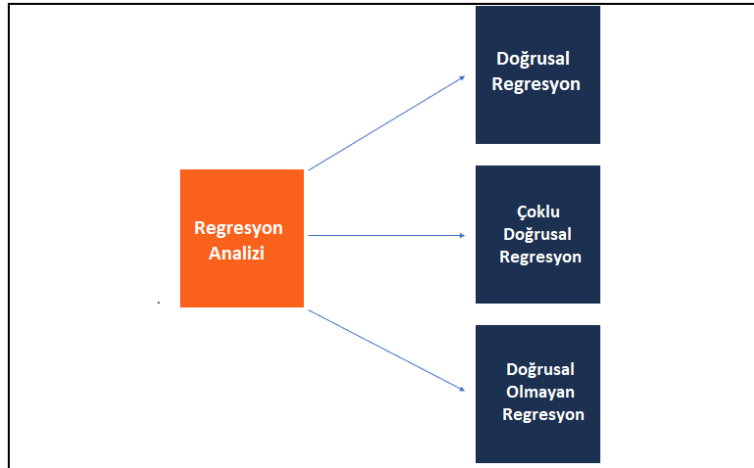 Doğrusal
Regresyon
Regresyon
Analizi
Çoklu
Doğrusal
Regresyon
Doğrusal
Olmayan
Regresyon